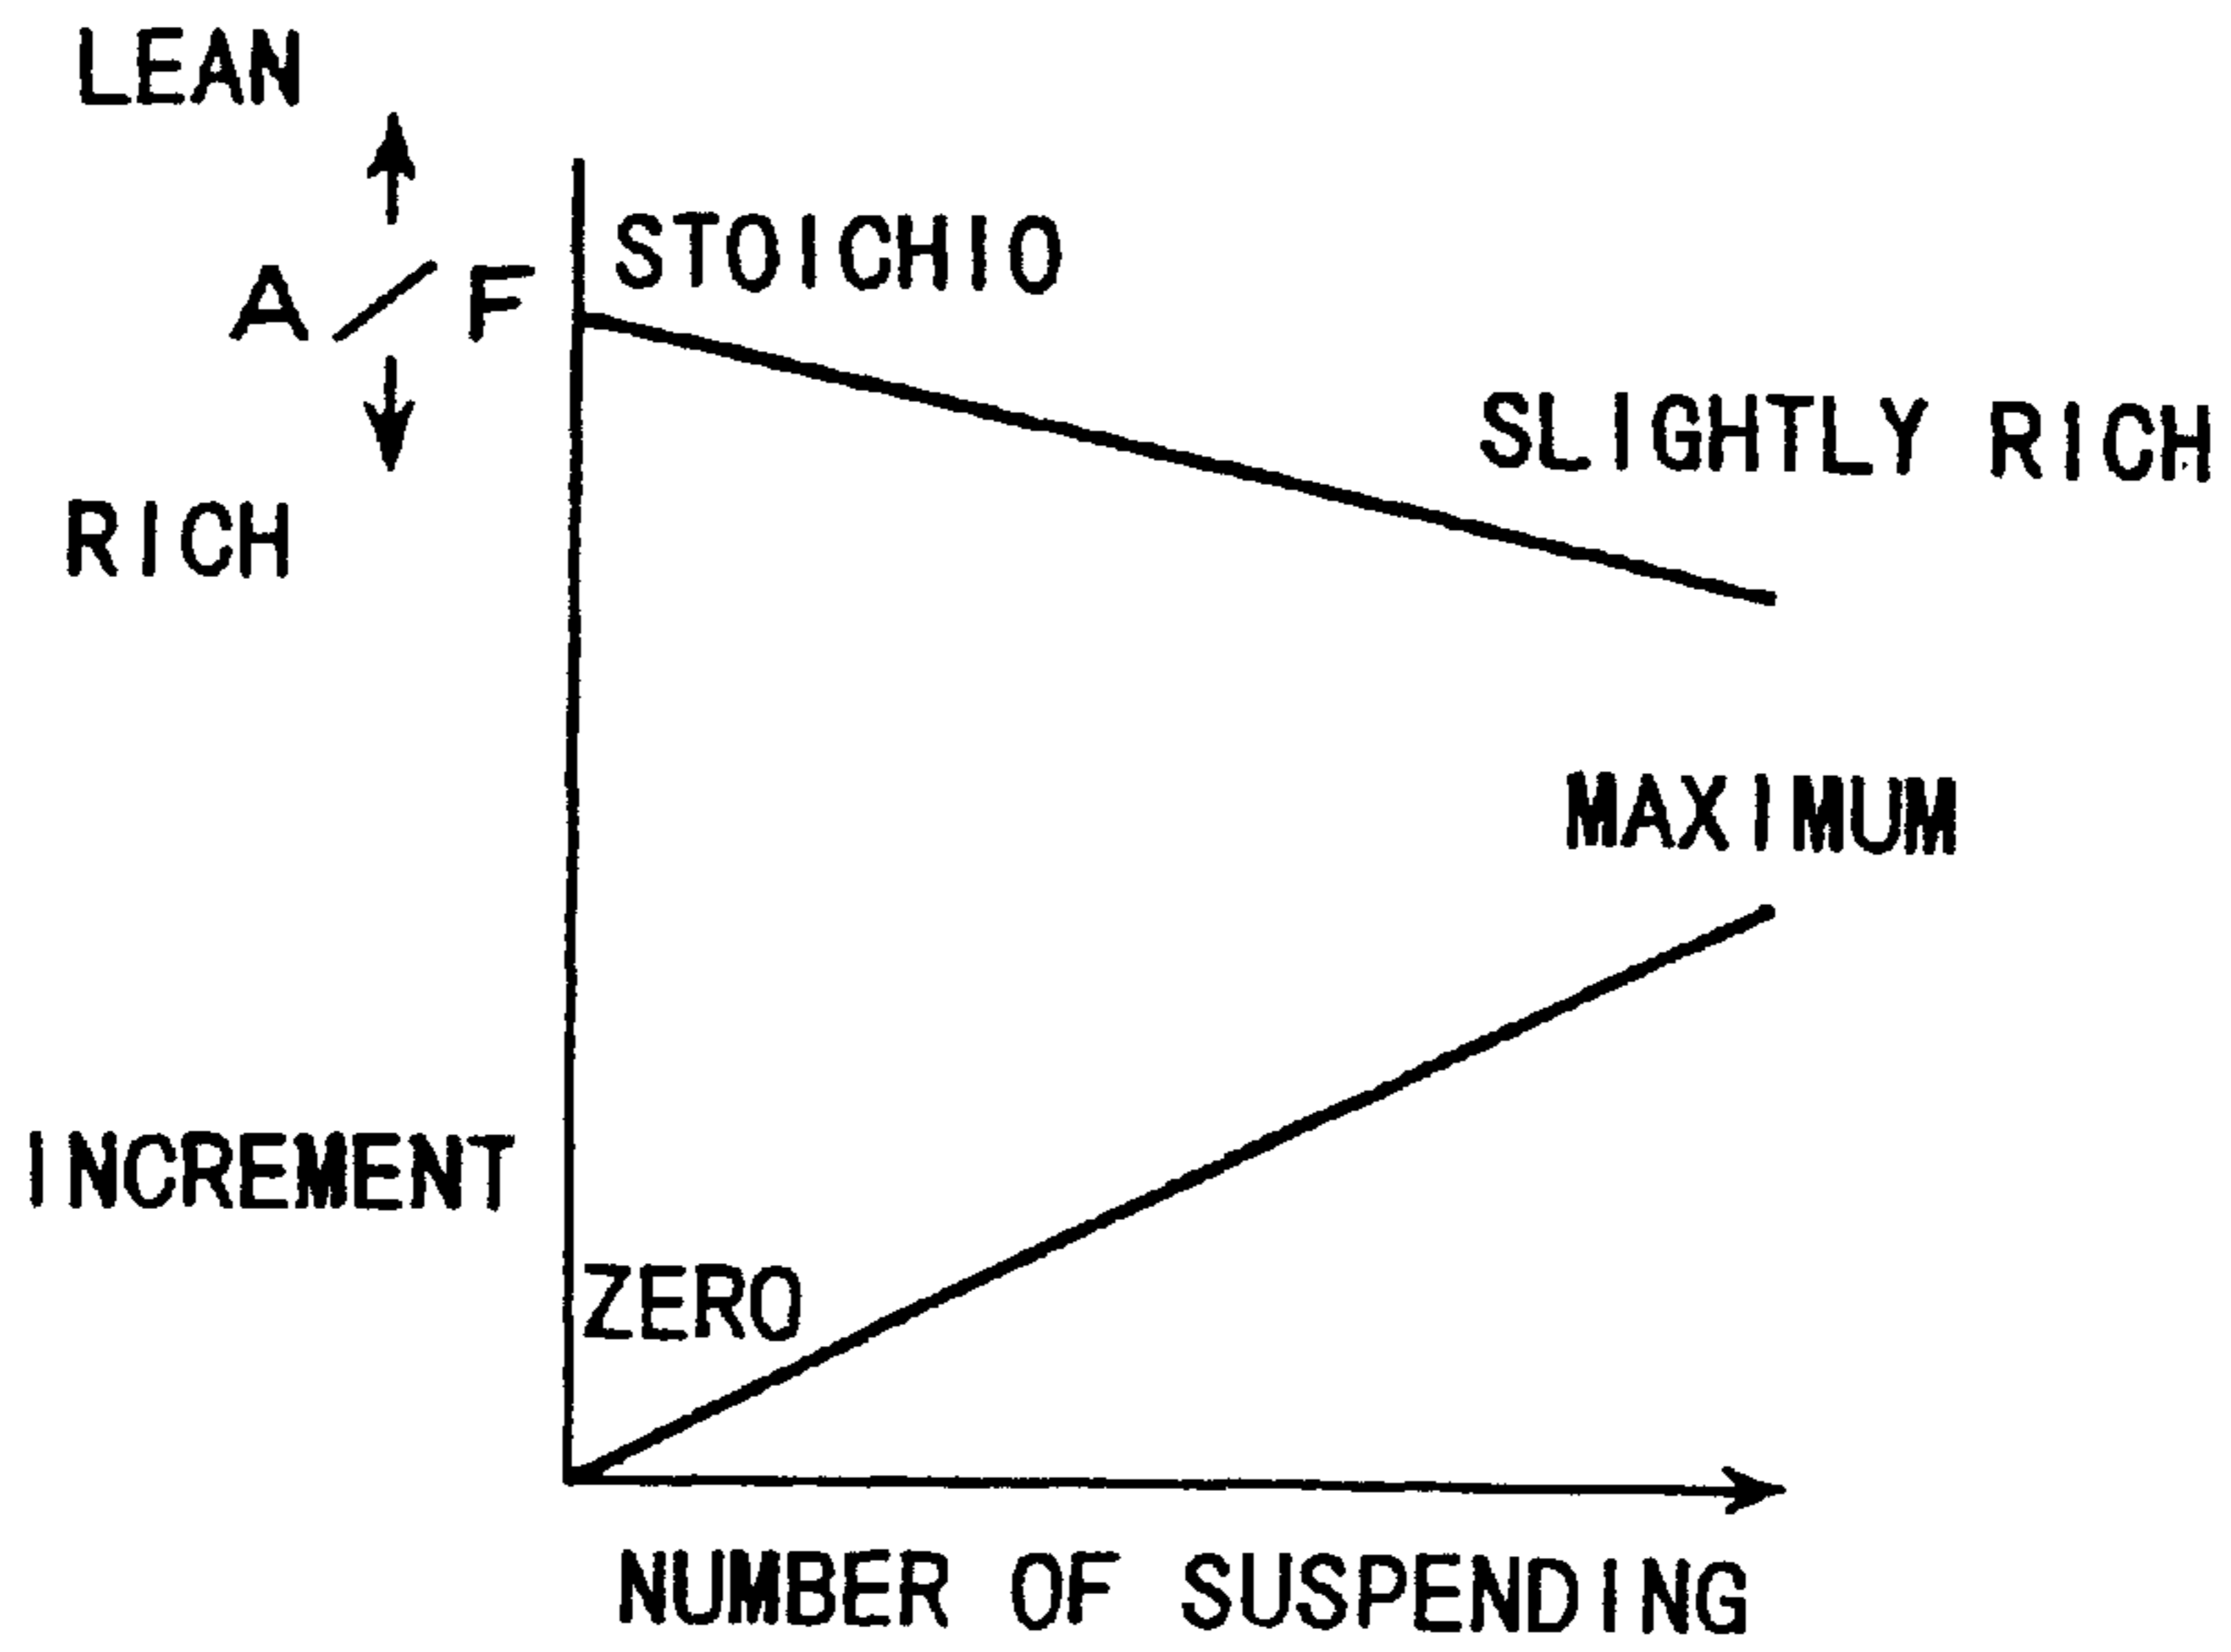 LEAN
STOICHIO
A/F
SLIGHTLY RICH
RICH
MAXIMUM
INCREMENT
ZERO
NUMBER OF SUSPENDING